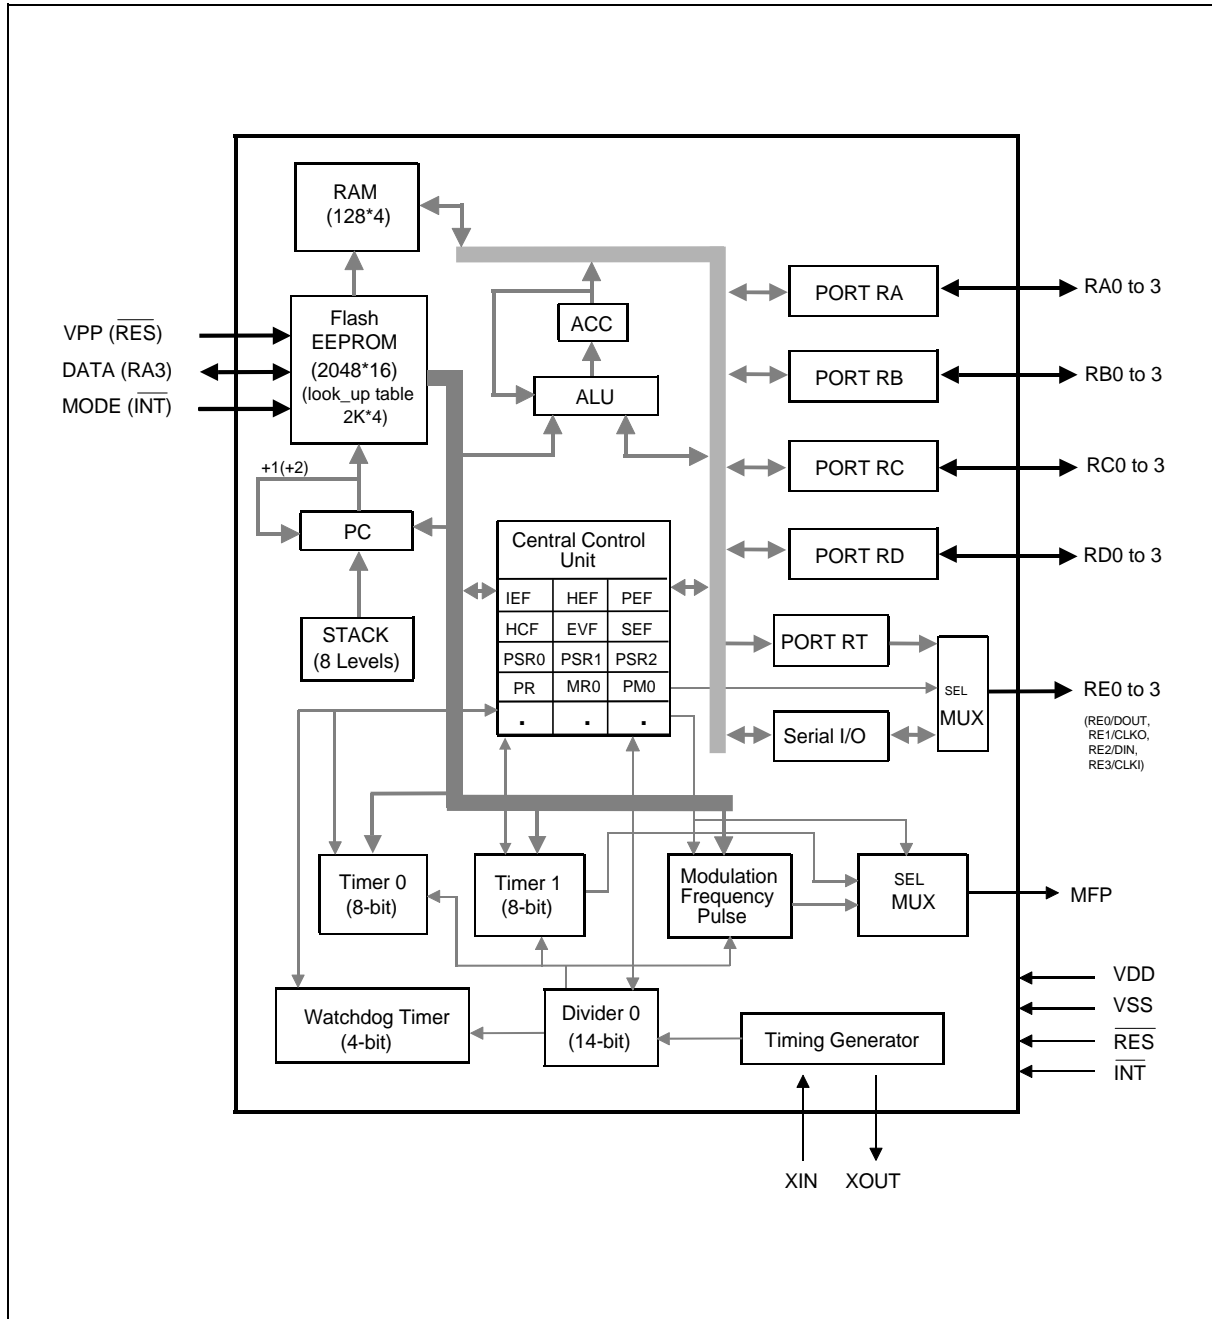 RAM
(128*4)
VPP (RES)
DATA (RA3)
MODE (INT)
Flash
EEPROM
(2048*16)
(look_up table
2K*4)
+1(+2)
PC
STACK
(8 Levels)
ACC
ALU
Central Control
Unit
IEF HEF PEF
HCF EVF SEF
PSR0 PSR1 PSR2
PR MR0 PM0
. . .
PORT RA
RA0 to 3
PORT RB
RB0 to 3
PORT RC
RC0 to 3
PORT RD
RD0 to 3
PORT RT
Serial I/O
SEL
MUX
RE0 to 3
(RE0/DOUT,
RE1/CLKO,
RE2/DIN,
RE3/CLKI)
Timer 0
(8-bit)
Timer 1
(8-bit)
Modulation
Frequency
Pulse
SEL
MUX
MFP
Watchdog Timer
(4-bit)
Divider 0
(14-bit)
Timing Generator
VDD
VSS
RES
INT
XIN XOUT